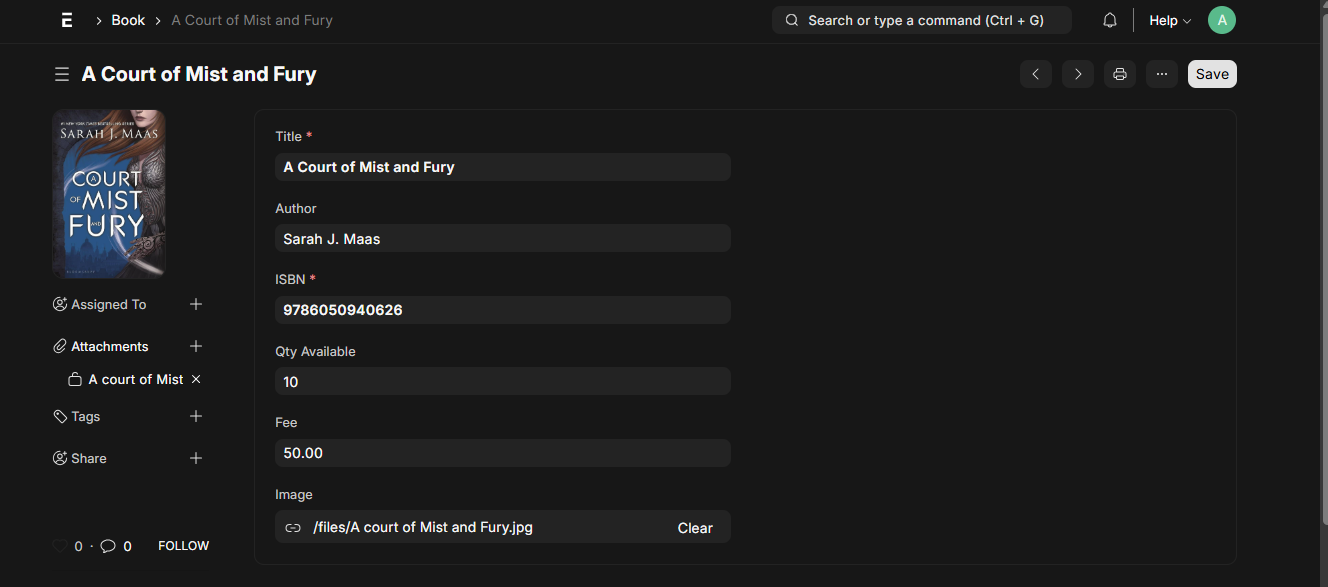 E
Book
A Court of Mist and Fury
Search or type a command (Ctrl + G)
Help
A
A Court of Mist and Fury
Save
SARAH J. MAAS
A COURT
OF MIST
AND FURY
Assigned To
Attachments
A court of Mist
Tags
Share
0 · 0 FOLLOW
Title *
A Court of Mist and Fury
Author
Sarah J. Maas
ISBN *
9786050940626
Qty Available
10
Fee
50.00
Image
/files/A court of Mist and Fury.jpg
Clear